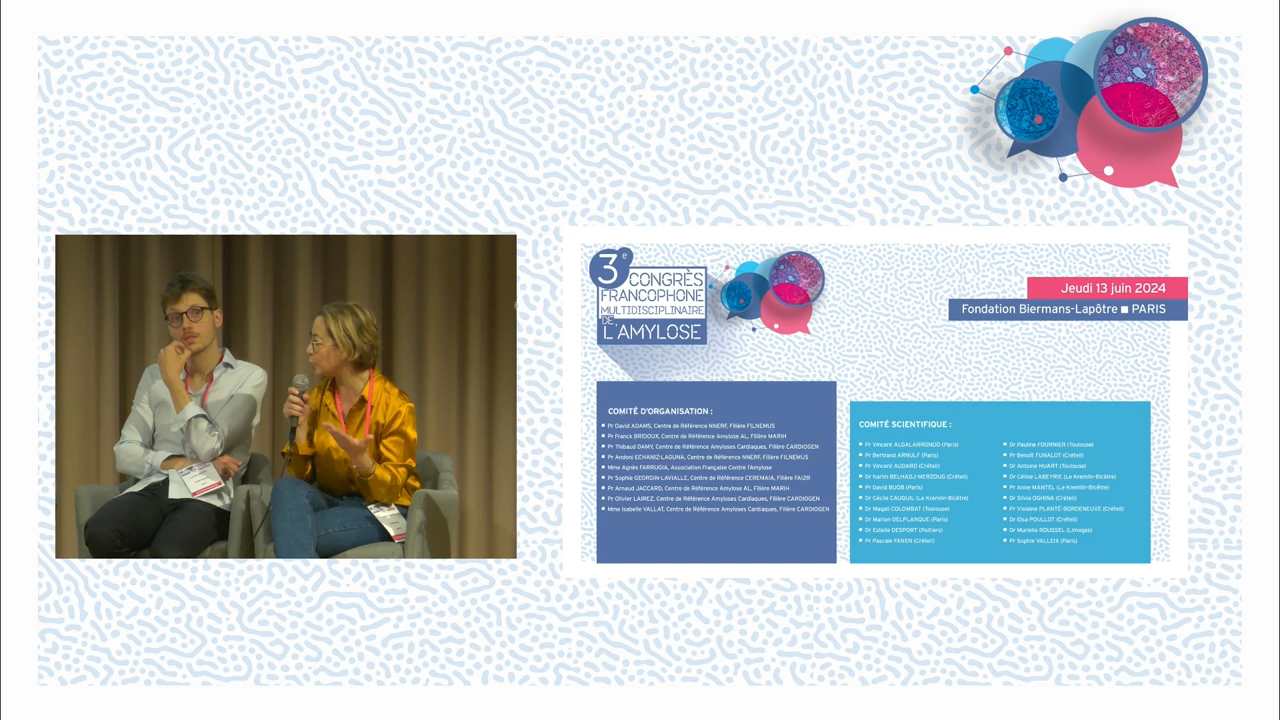 3e CONGRÈS
FRANCOPHONE
MULTIDISCIPLINAIRE
DE
L'AMYLOSE
Jeudi 13 juin 2024
Fondation Biermans-Lapôtre ■ PARIS
COMITÉ D'ORGANISATION :
■ Pr David ADAMS, Centre de Référence NNERF, Filière FILNEMUS
■ Pr Franck BRIDOUX, Centre de Référence Amylose AL, Filière MARIH
■ Pr Thibaud DAMY, Centre de Référence Amyloses Cardiaques, Filière CARDIOGEN
■ Pr Andoni ECHANIZ-LAGUNA, Centre de Référence NNERF, Filière FILNEMUS
■ Mme Agnès FARRUGIA, Association Française Contre l'Amylose
■ Pr Sophie GEORGIN-LAVIALLE, Centre de Référence CEREMAIA, Filière FAI2R
■ Pr Arnaud JACCARD, Centre de Référence Amylose AL, Filière MARIH
■ Pr Olivier LAIREZ, Centre de Référence Amyloses Cardiaques, Filière CARDIOGEN
■ Mme Isabelle VALLAT, Centre de Référence Amyloses Cardiaques, Filière CARDIOGEN
COMITÉ SCIENTIFIQUE :
■ Pr Vincent ALGALARRONDO (Paris)
■ Pr Bertrand ARNULF (Paris)
■ Pr Vincent AUDARD (Créteil)
■ Dr Karim BELHADJ-MERZOUG (Créteil)
■ Pr David BUOB (Paris)
■ Dr Cécile CAUQUIL (Le Kremlin-Bicêtre)
■ Dr Magali COLOMBAT (Toulouse)
■ Dr Marion DELPLANQUE (Paris)
■ Dr Estelle DESPORT (Poitiers)
■ Pr Pascale FANEN (Créteil)
■ Dr Pauline FOURNIER (Toulouse)
■ Pr Benoît FUNALOT (Créteil)
■ Dr Antoine HUART (Toulouse)
■ Dr Céline LABEYRIE (Le Kremlin-Bicêtre)
■ Pr Anne MANTEL (Le Kremlin-Bicêtre)
■ Dr Silvia OGHINA (Créteil)
■ Pr Violaine PLANTÉ-BORDENEUVE (Créteil)
■ Dr Elsa POULLOT (Créteil)
■ Dr Murielle ROUSSEL (Limoges)
■ Pr Sophie VALLEIX (Paris)